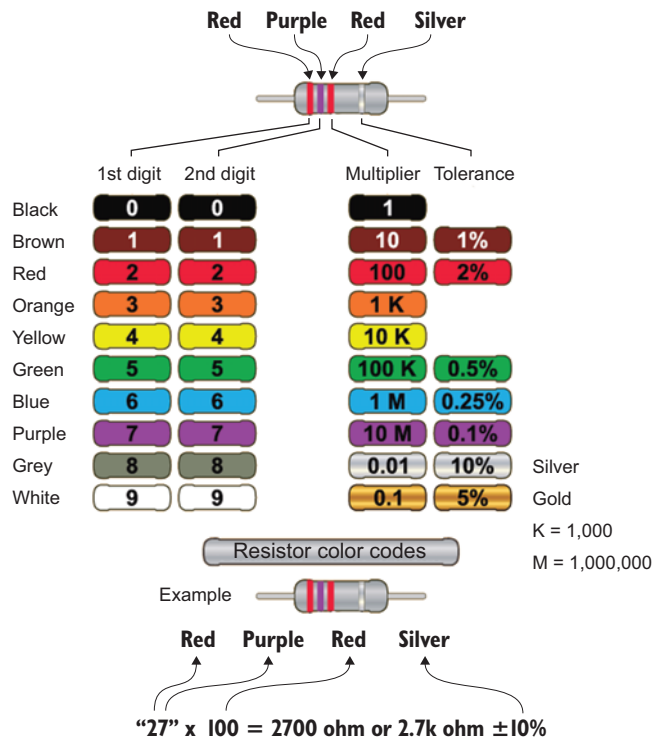 Red Purple Red Silver
1st digit 2nd digit Multiplier Tolerance
Black 0 0 1
Brown 1 1 10 1%
Red 2 2 100 2%
Orange 3 3 1 K
Yellow 4 4 10 K
Green 5 5 100 K 0.5%
Blue 6 6 1 M 0.25%
Purple 7 7 10 M 0.1%
Grey 8 8 0.01 10% Silver
White 9 9 0.1 5% Gold
K = 1,000
Resistor color codes
M = 1,000,000
Example
Red Purple Red Silver
“27” x 100 = 2700 ohm or 2.7k ohm ±10%